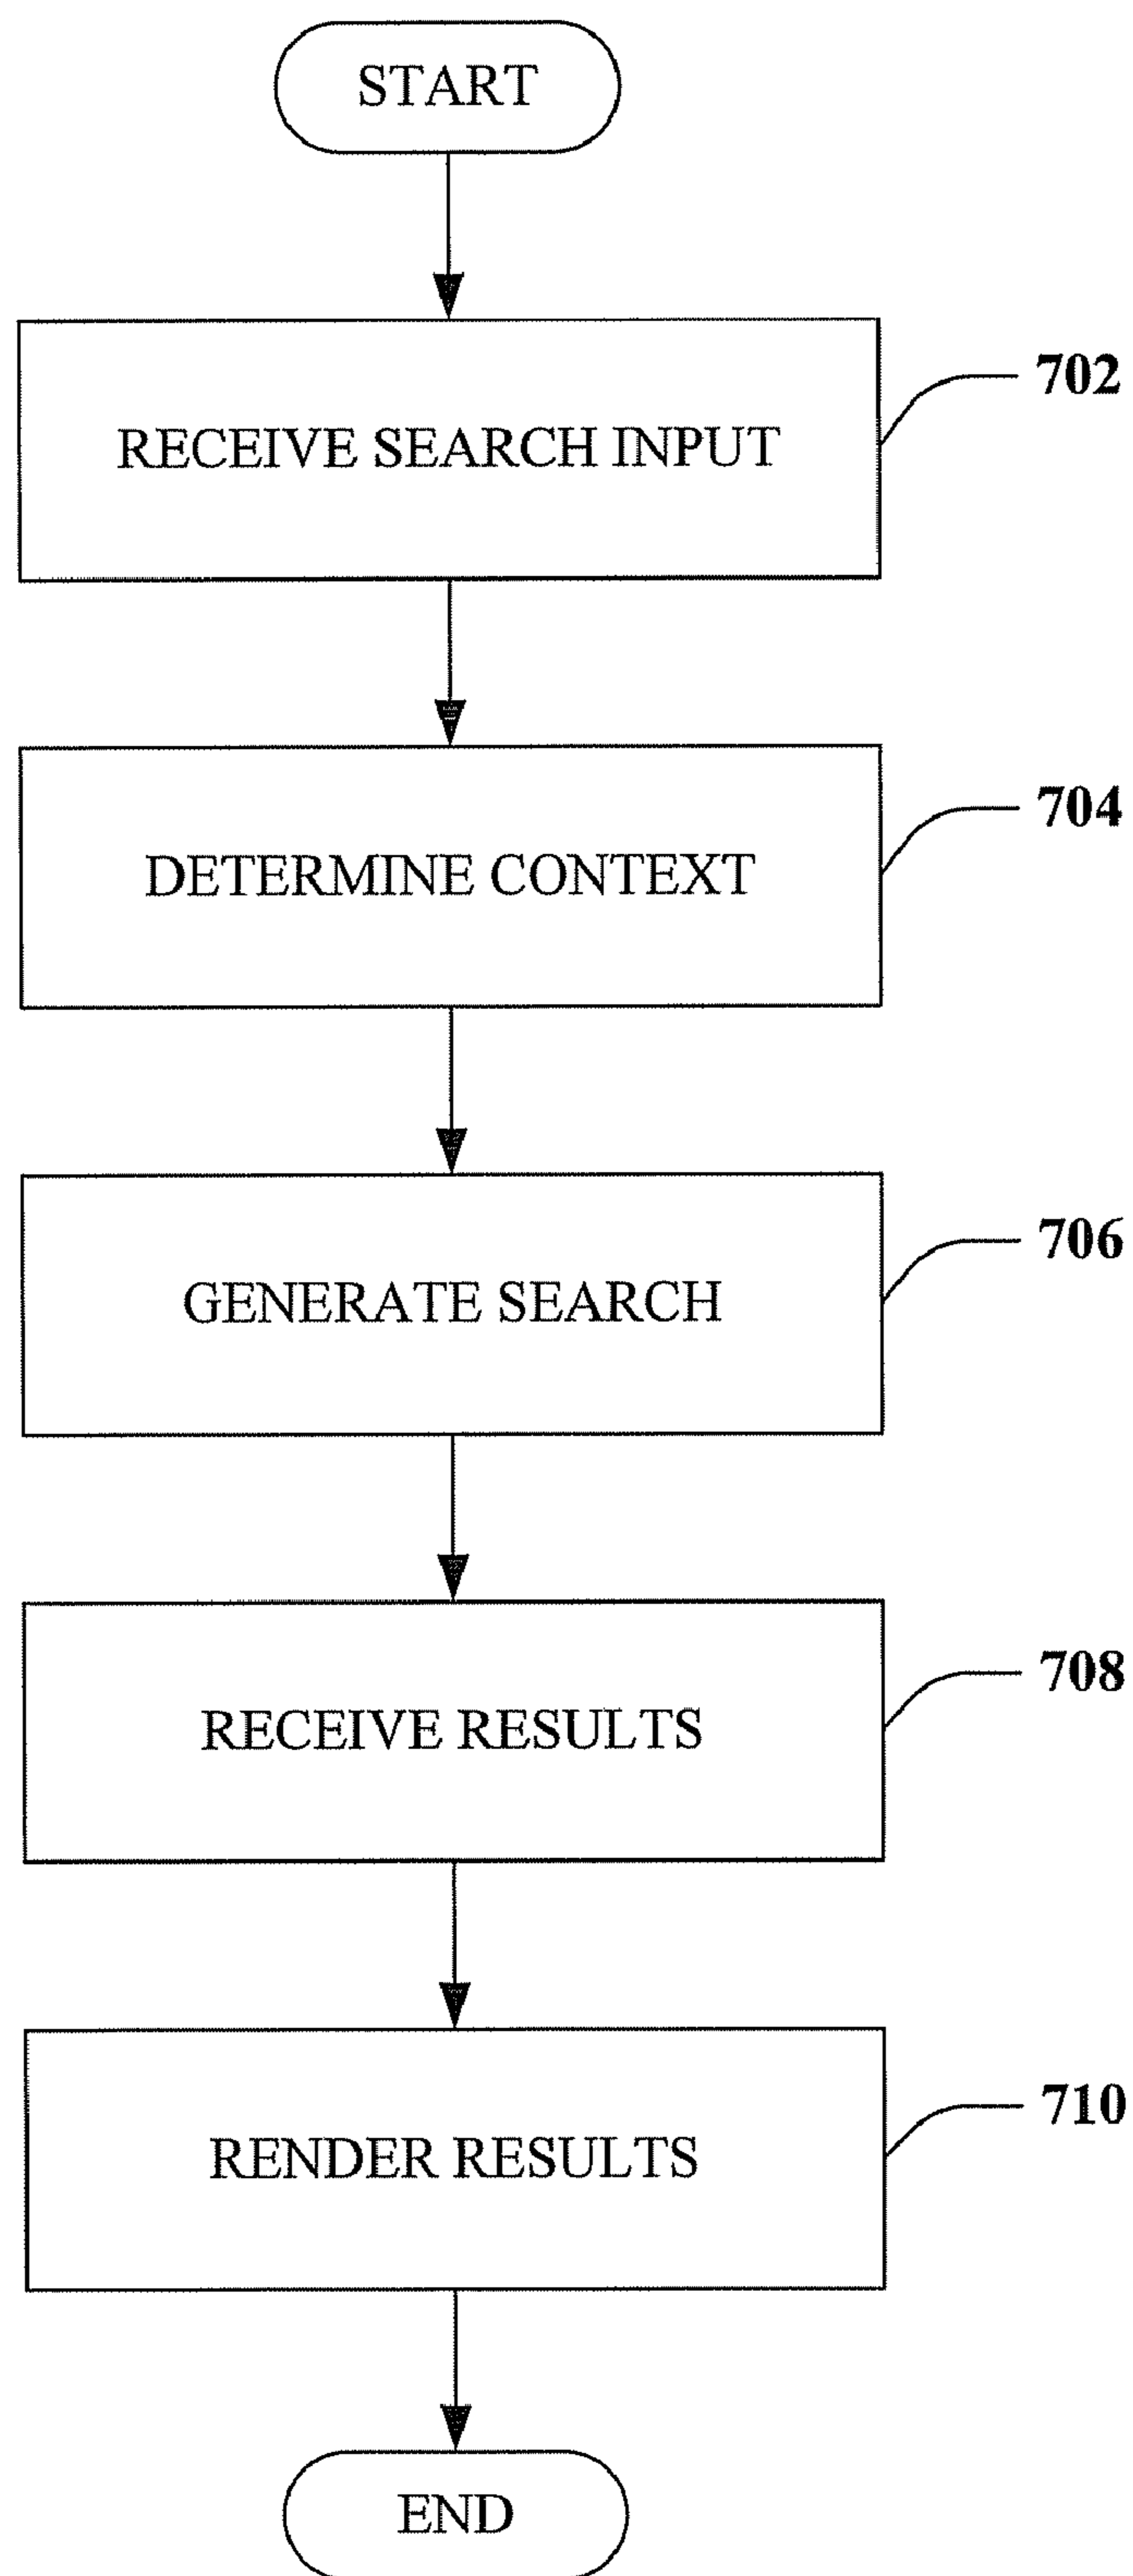 START
RECEIVE SEARCH INPUT
702
DETERMINE CONTEXT
704
GENERATE SEARCH
706
RECEIVE RESULTS
708
RENDER RESULTS
710
END